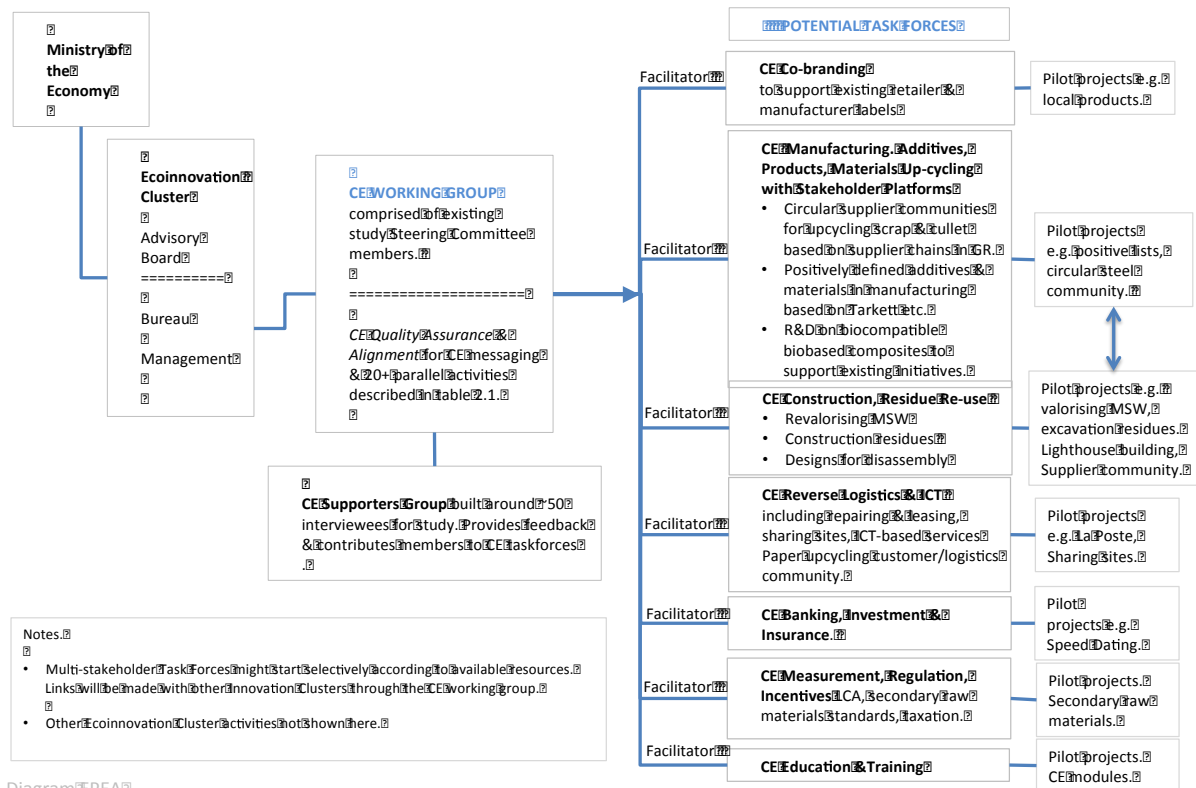 Ministry of
the
Economy
Ecoinnovation
Cluster
Advisory
Board
==========
Bureau
Management
CE WORKING GROUP
comprised of existing
study Steering Committee
members.
=====================
CE Quality Assurance &
Alignment for CE messaging
& 20+ parallel activities
described in table 2.1.
CE Supporters Group built around ~50
interviewees for study. Provides feedback
& contributes members to CE taskforces
.
Notes.
• Multi-stakeholder Task Forces might start selectively according to available resources.
Links will be made with other Innovation Clusters through the CE working group.
• Other Ecoinnovation Cluster activities not shown here.
Diagram EPEA
POTENTIAL TASK FORCES
Facilitator
CE Co-branding
to support existing retailer &
manufacturer labels
Pilot projects e.g.
local products.
Facilitator
CE Manufacturing. Additives,
Products, Materials Up-cycling
with Stakeholder Platforms
• Circular supplier communities
for upcycling scrap & cullet
based on supplier chains in GR.
• Positively defined additives &
materials in manufacturing
based on Tarkett etc.
• R&D on biocompatible
biobased composites to
support existing initiatives.
Pilot projects
e.g. positive lists,
circular steel
community.
Facilitator
CE Construction, Residue Re-use
• Revalorising MSW
• Construction residues
• Designs for disassembly
Pilot projects e.g.
valorising MSW,
excavation residues.
Lighthouse building,
Supplier community.
Facilitator
CE Reverse Logistics & ICT
including repairing & leasing,
sharing sites, ICT-based services
Paper upcycling customer/logistics
community.
Pilot projects
e.g. La Poste,
Sharing sites.
Facilitator
CE Banking, Investment &
Insurance.
Pilot
projects e.g.
Speed Dating.
Facilitator
CE Measurement, Regulation,
Incentives LCA, secondary raw
materials standards, taxation.
Pilot projects.
Secondary raw
materials.
Facilitator
CE Education & Training
Pilot projects.
CE modules.